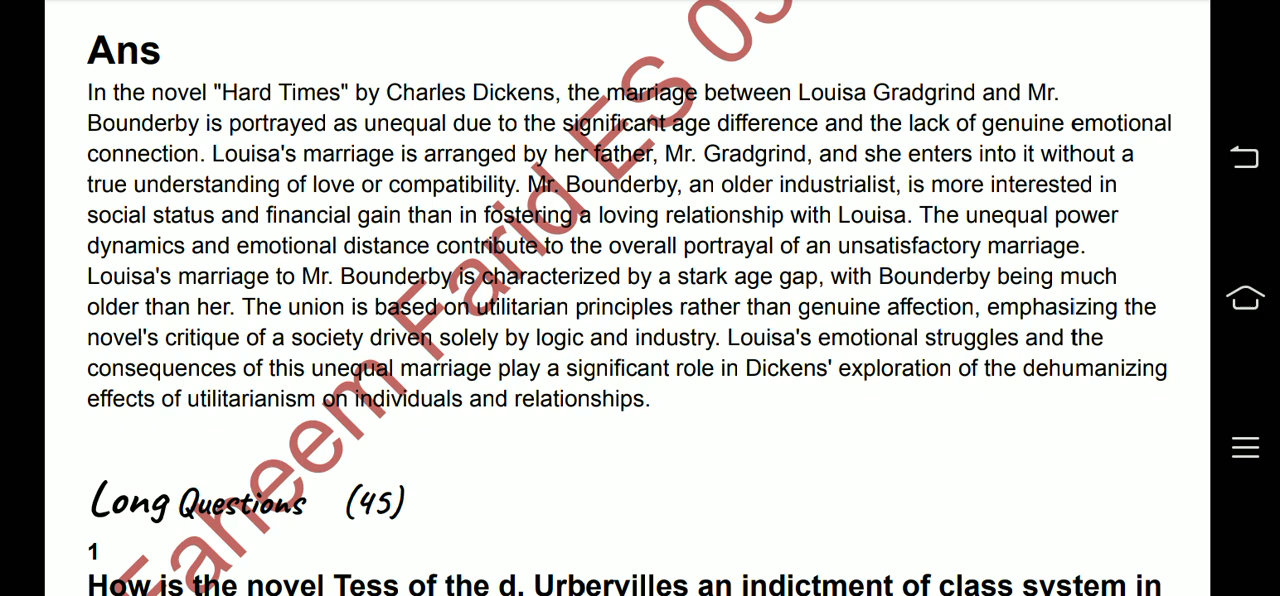 Ans
In the novel "Hard Times" by Charles Dickens, the marriage between Louisa Gradgrind and Mr.
Bounderby is portrayed as unequal due to the significant age difference and the lack of genuine emotional
connection. Louisa's marriage is arranged by her father, Mr. Gradgrind, and she enters into it without a
true understanding of love or compatibility. Mr. Bounderby, an older industrialist, is more interested in
social status and financial gain than in fostering a loving relationship with Louisa. The unequal power
dynamics and emotional distance contribute to the overall portrayal of an unsatisfactory marriage.
Louisa's marriage to Mr. Bounderby is characterized by a stark age gap, with Bounderby being much
older than her. The union is based on utilitarian principles rather than genuine affection, emphasizing the
novel's critique of a society driven solely by logic and industry. Louisa's emotional struggles and the
consequences of this unequal marriage play a significant role in Dickens' exploration of the dehumanizing
effects of utilitarianism on individuals and relationships.
Long Questions (45)
1
How is the novel Tess of the d, Urbervilles an indictment of class system in
Faheem Farid ES